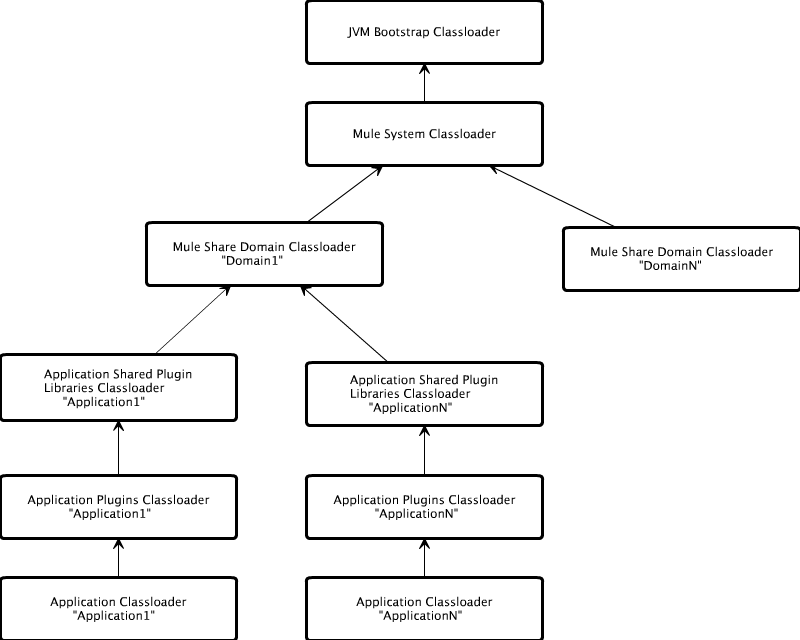 JVM Bootstrap Classloader
Mule System Classloader
Mule Share Domain Classloader
"Domain1"
Mule Share Domain Classloader
"DomainN"
Application Shared Plugin
Libraries Classloader
"Application1"
Application Shared Plugin
Libraries Classloader
"ApplicationN"
Application Plugins Classloader
"Application1"
Application Plugins Classloader
"ApplicationN"
Application Classloader
"Application1"
Application Classloader
"ApplicationN"